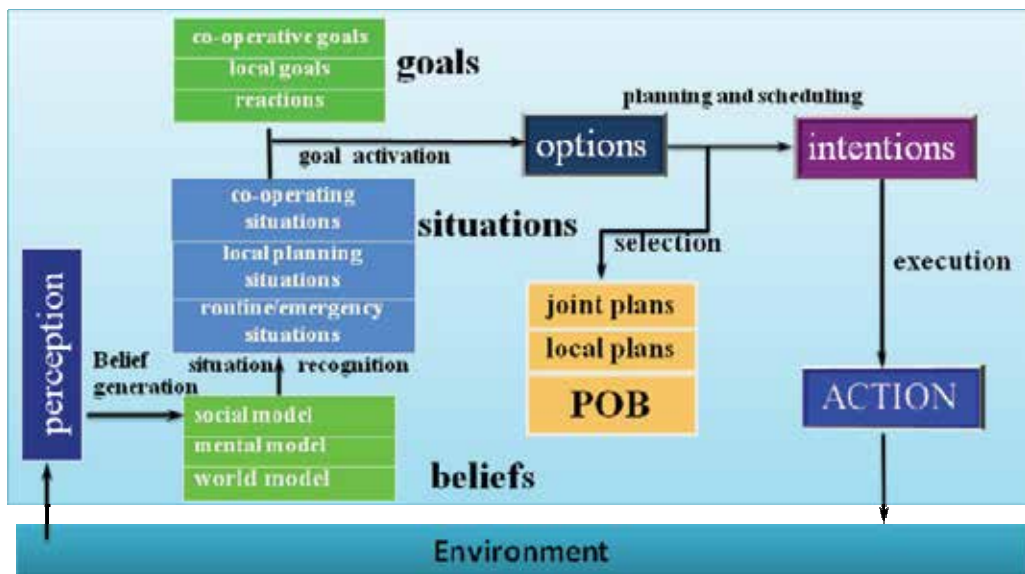 co-operative goals
local goals
reactions
goals
planning and scheduling
goal activation
options
intentions
co-operating
situations
local planning
situations
routine/emergency
situations
situations
selection
execution
perception
Belief
generation
situation recognition
joint plans
local plans
POB
ACTION
social model
mental model
world model
beliefs
Environment